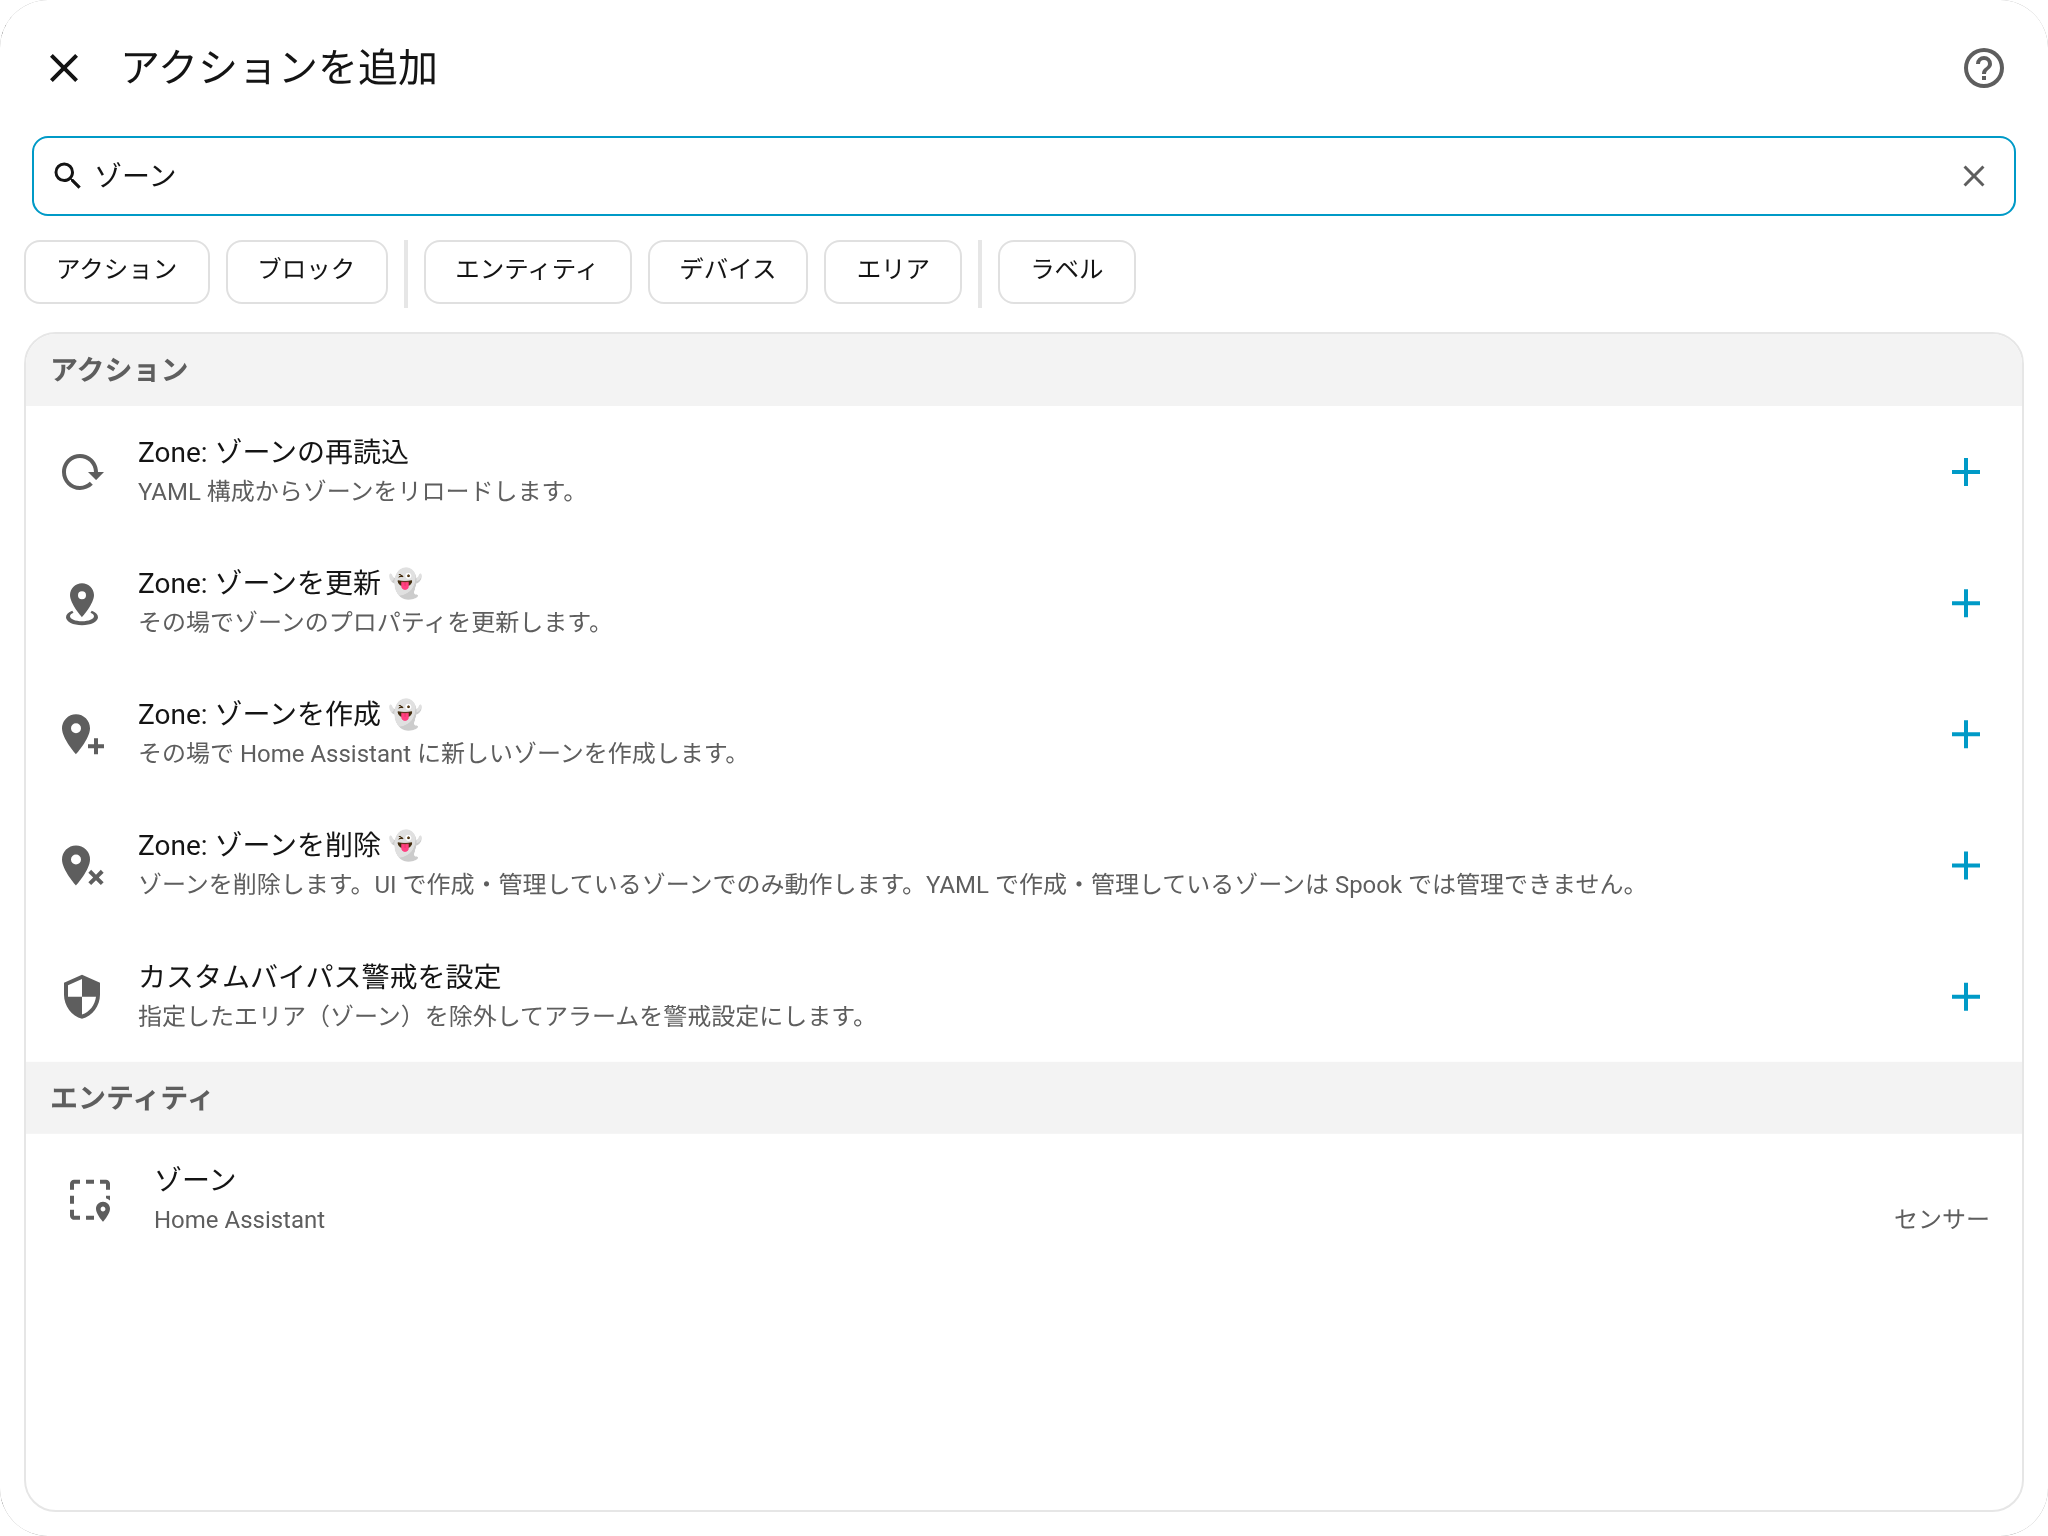 アクションを追加
ゾーン
アクション
ブロック
エンティティ
デバイス
エリア
ラベル
アクション
Zone: ゾーンの再読込
YAML 構成からゾーンをリロードします。
Zone: ゾーンを更新 👻
その場でゾーンのプロパティを更新します。
Zone: ゾーンを作成 👻
その場で Home Assistant に新しいゾーンを作成します。
Zone: ゾーンを削除 👻
ゾーンを削除します。UI で作成・管理しているゾーンでのみ動作します。YAML で作成・管理しているゾーンは Spook では管理できません。
カスタムバイパス警戒を設定
指定したエリア（ゾーン）を除外してアラームを警戒設定にします。
エンティティ
ゾーン
Home Assistant
センサー